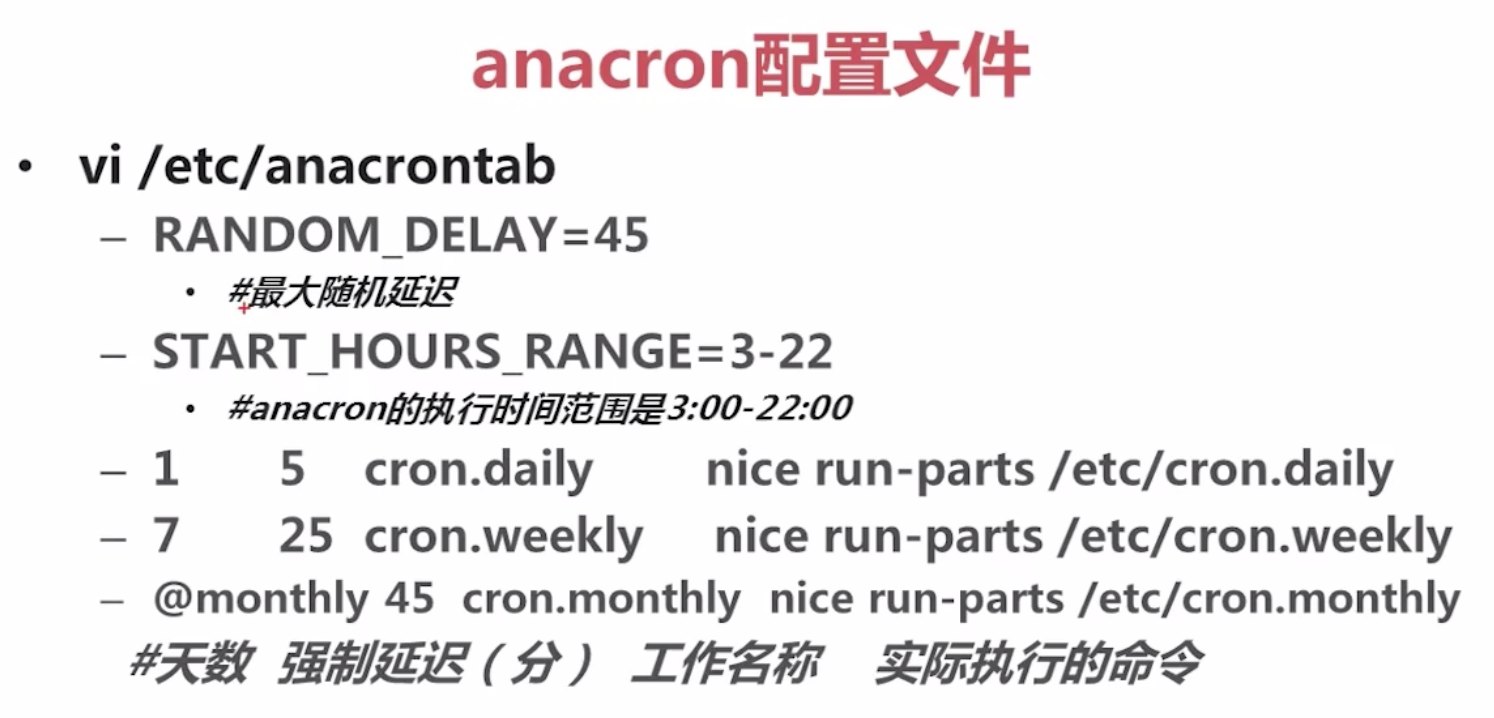 anacron配置文件
• vi /etc/anacrontab
– RANDOM_DELAY=45
• #最大随机延迟
– START_HOURS_RANGE=3-22
• #anacron的执行时间范围是3:00-22:00
– 1 5 cron.daily nice run-parts /etc/cron.daily
– 7 25 cron.weekly nice run-parts /etc/cron.weekly
– @monthly 45 cron.monthly nice run-parts /etc/cron.monthly
#天数 强制延迟（分） 工作名称 实际执行的命令